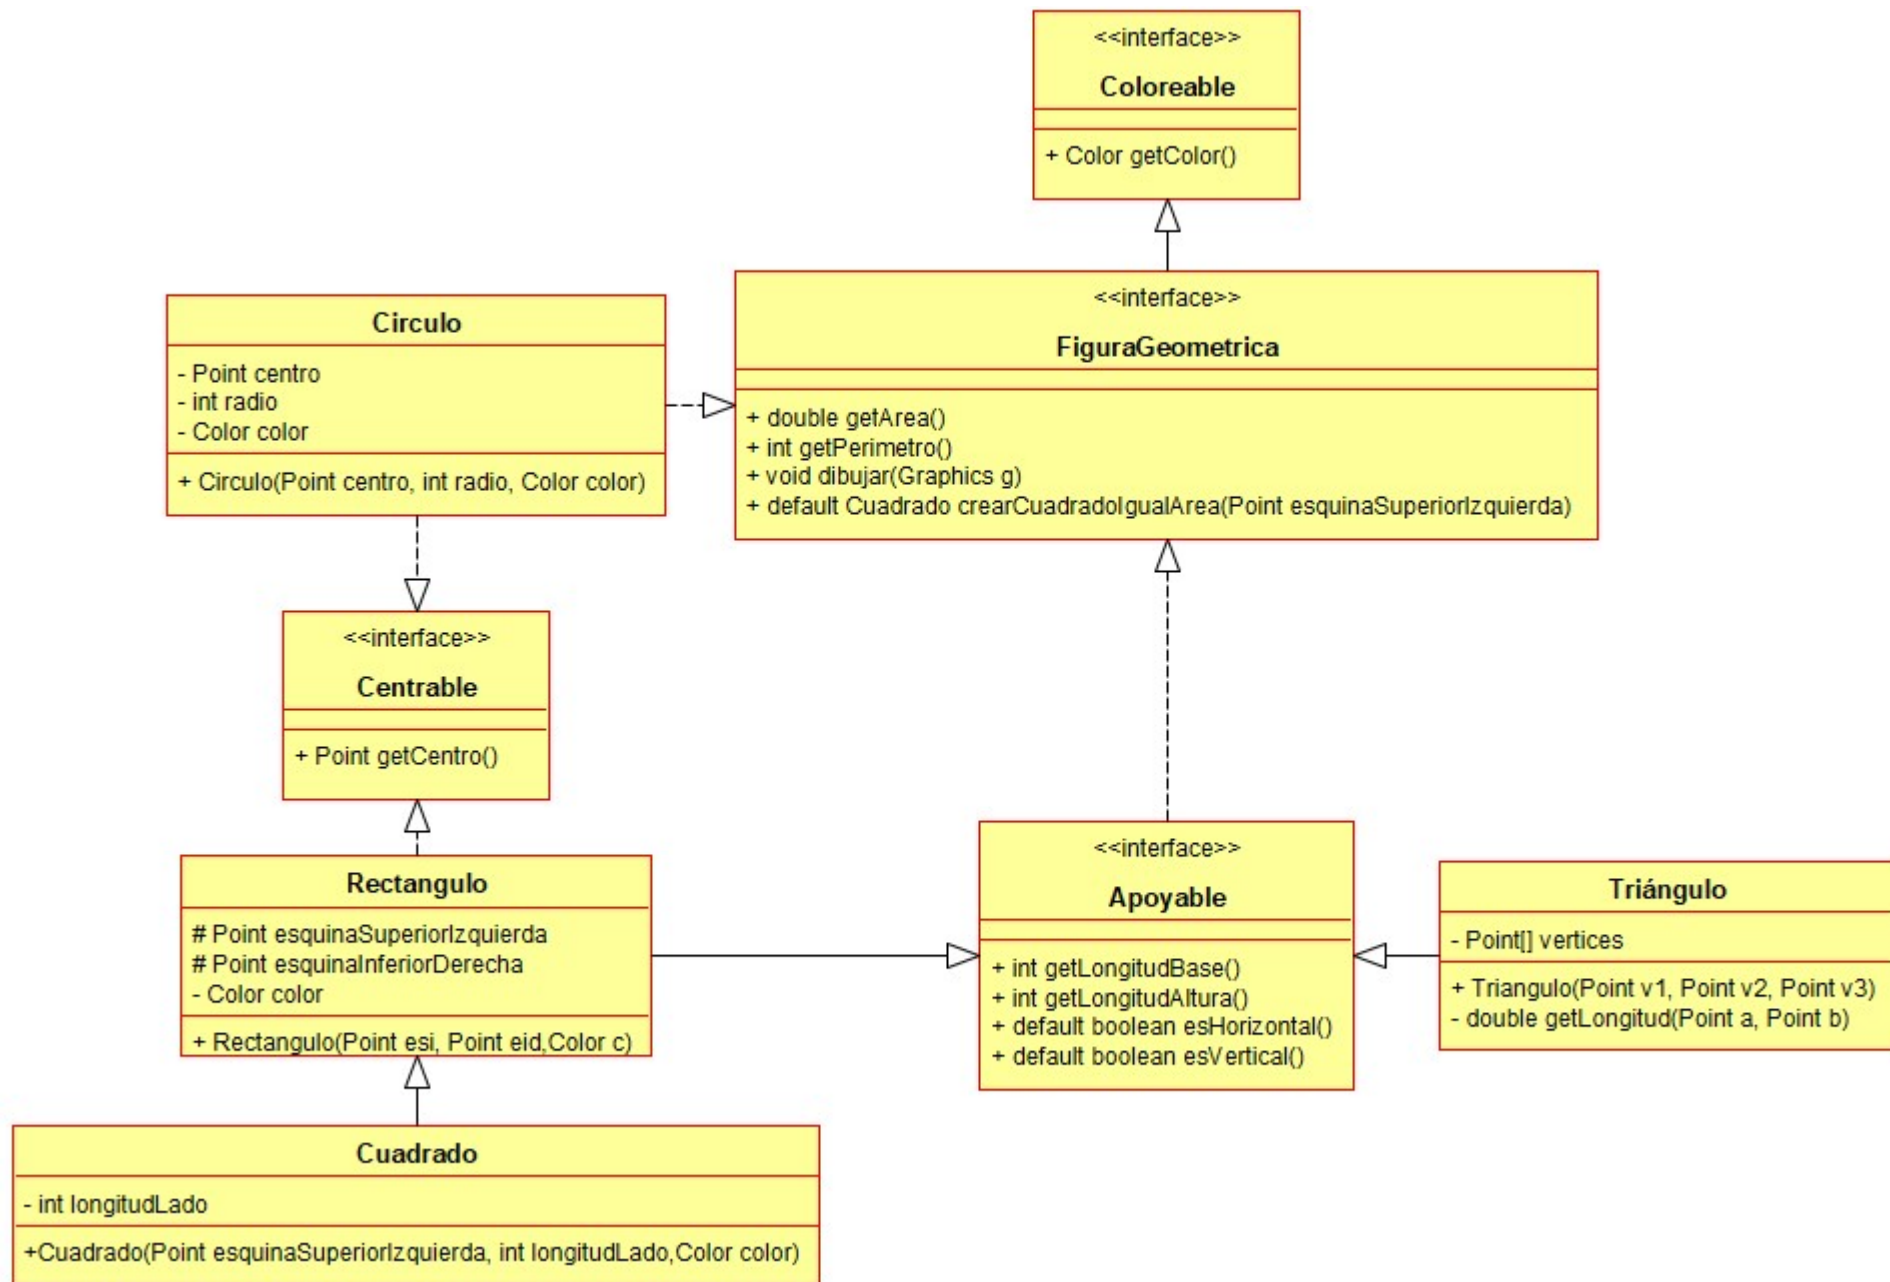 <<interface>>
Coloreable
+ Color getColor()
<<interface>>
FiguraGeometrica
+ double getArea()
+ int getPerimetro()
+ void dibujar(Graphics g)
+ default Cuadrado crearCuadradoIgualArea(Point esquinaSuperiorIzquierda)
Circulo
- Point centro
- int radio
- Color color
+ Circulo(Point centro, int radio, Color color)
<<interface>>
Centrable
+ Point getCentro()
Rectangulo
# Point esquinaSuperiorIzquierda
# Point esquinaInferiorDerecha
- Color color
+ Rectangulo(Point esi, Point eid,Color c)
<<interface>>
Apoyable
+ int getLongitudBase()
+ int getLongitudAltura()
+ default boolean esHorizontal()
+ default boolean esVertical()
Triángulo
- Point[] vertices
+ Triangulo(Point v1, Point v2, Point v3)
- double getLongitud(Point a, Point b)
Cuadrado
- int longitudLado
+Cuadrado(Point esquinaSuperiorIzquierda, int longitudLado,Color color)